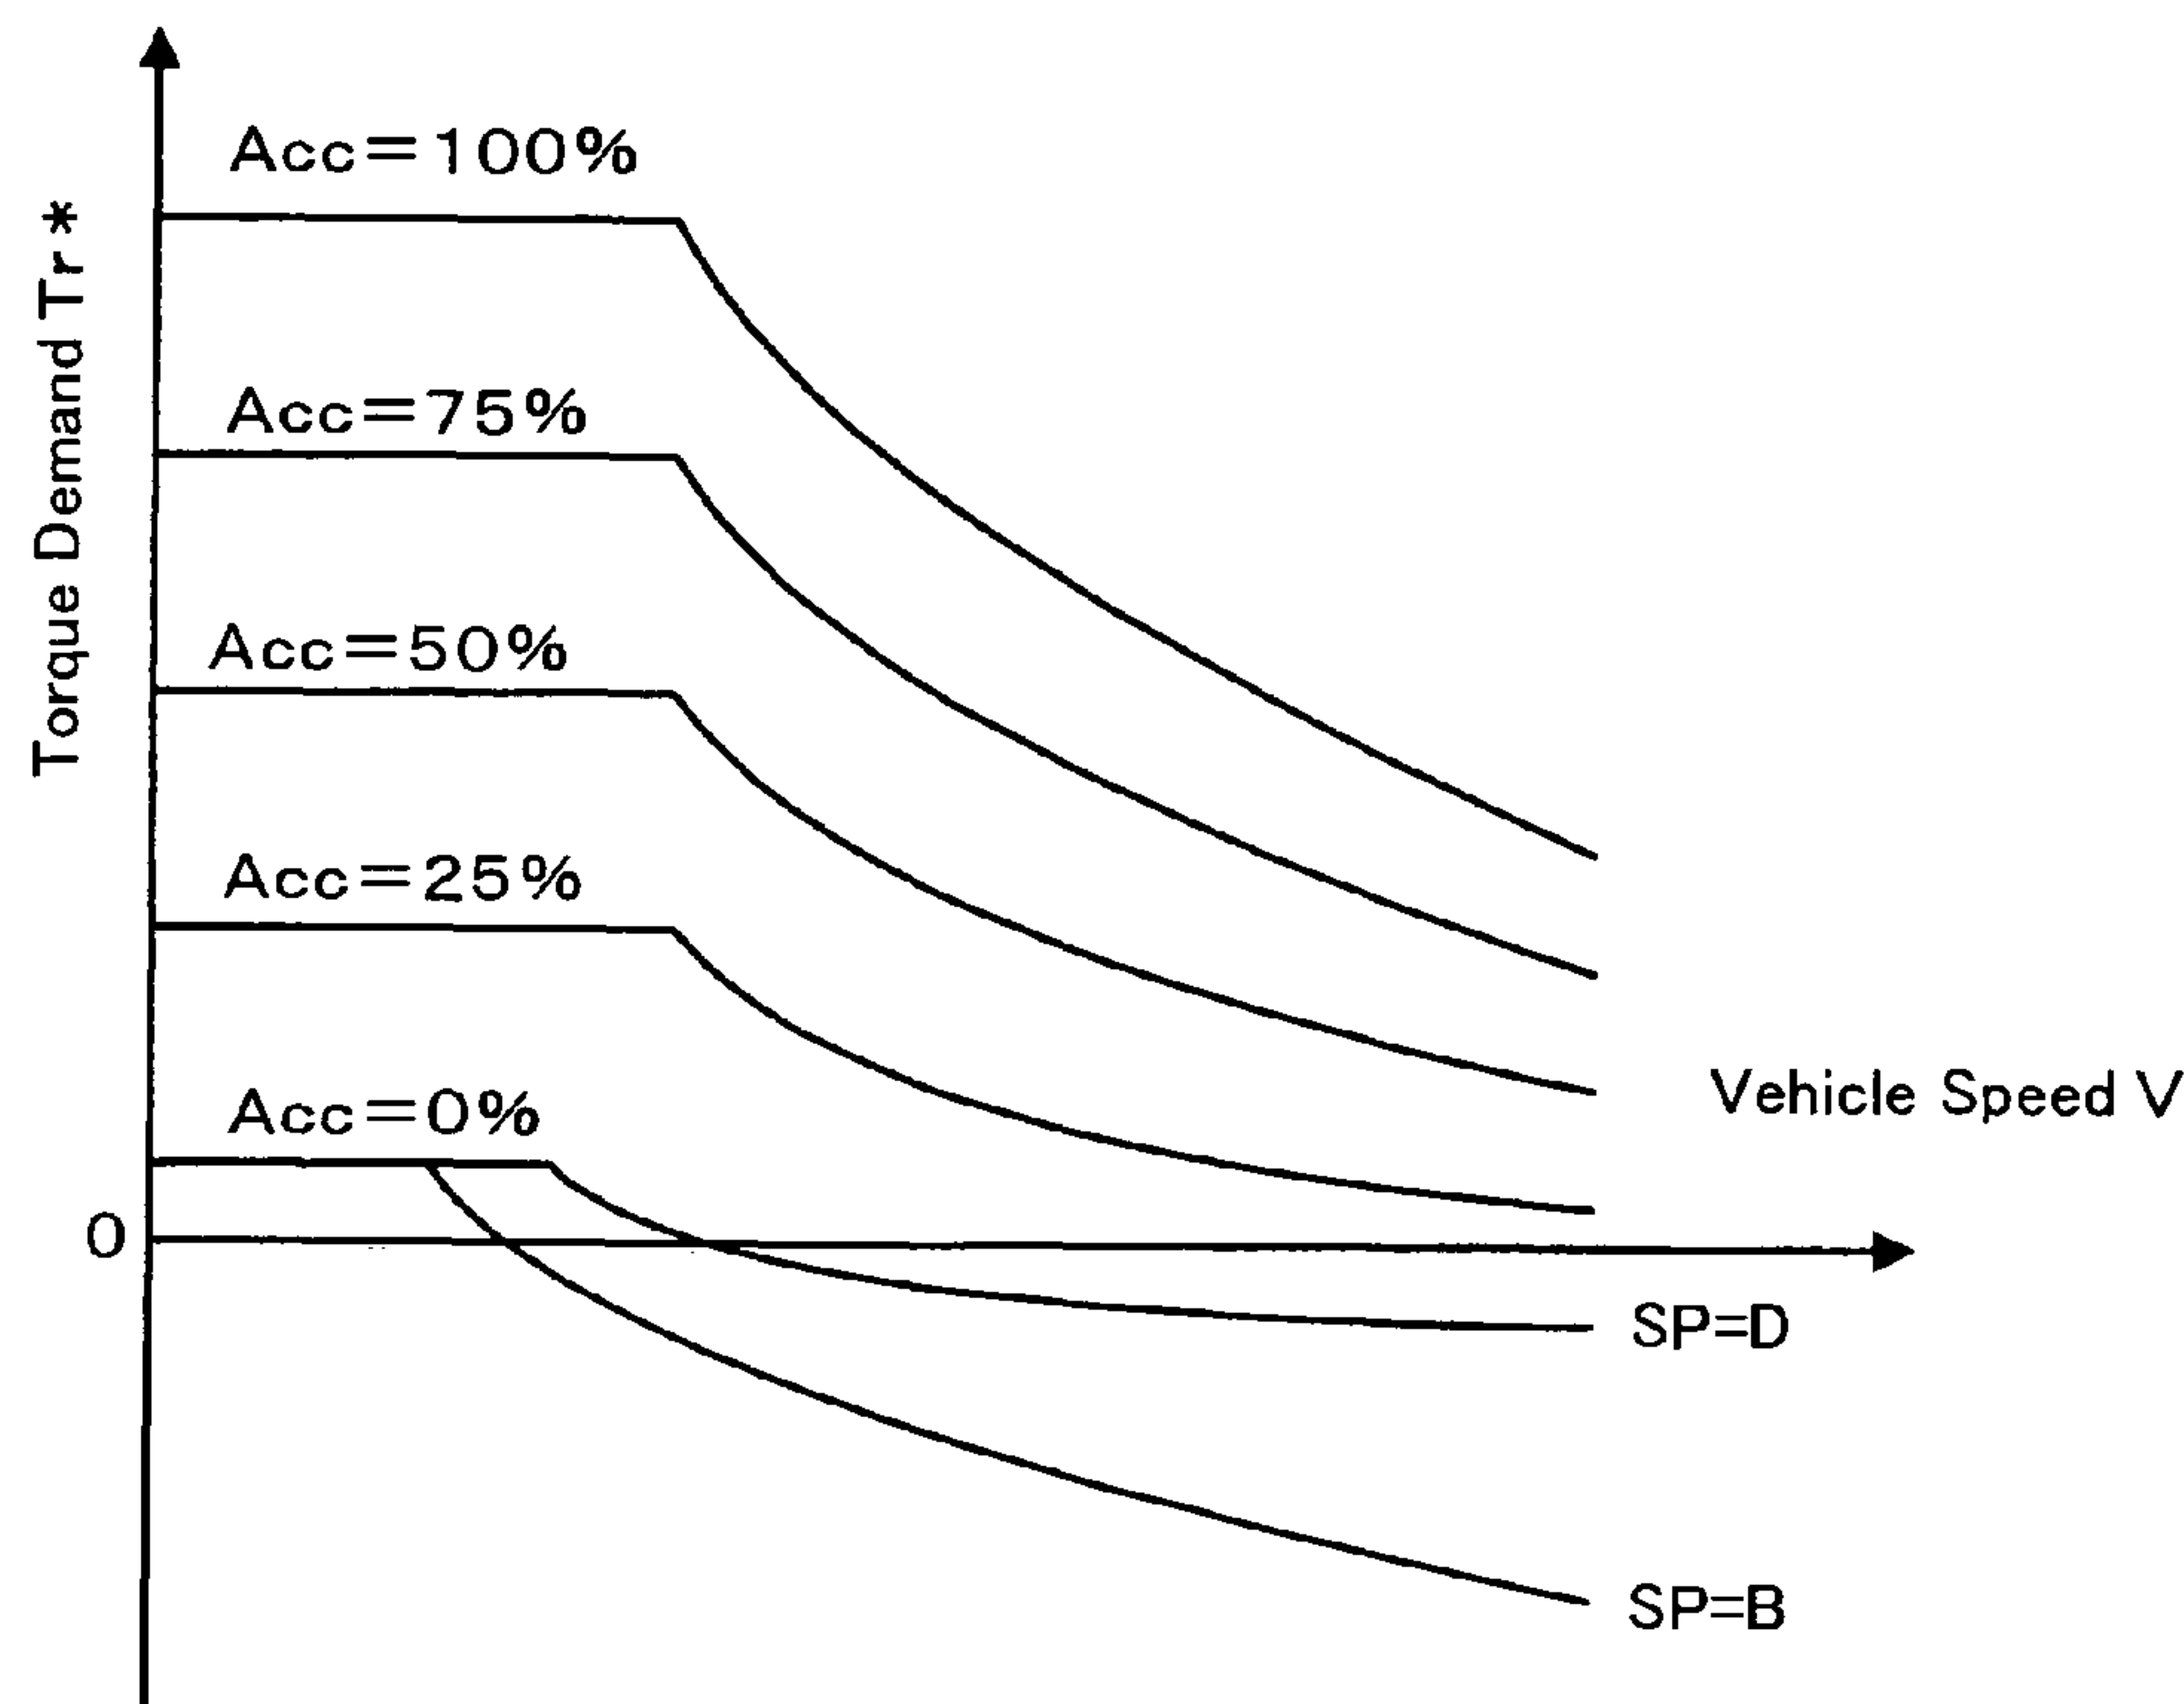 Torque Demand Tr*
Acc=100%
Acc=75%
Acc=50%
Acc=25%
Acc=0%
Vehicle Speed V
0
SP=D
SP=B